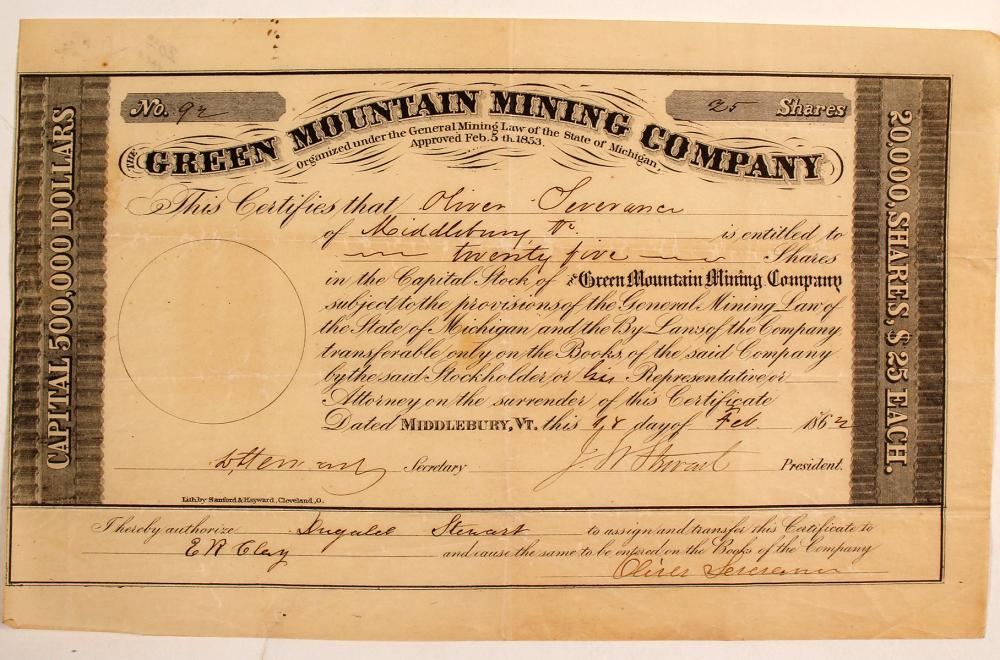 No. 92
25 Shares
THE GREEN MOUNTAIN MINING COMPANY
Organized under the General Mining Law of the State of Michigan,
Approved Feb. 5th. 1853.
CAPITAL 500,000 DOLLARS
20,000, SHARES, $25 EACH.
This Certifies, that Oliver Severance
of Middlebury Vt. is entitled to
twenty five Shares
in the Capital Stock of the Green Mountain Mining Company
subject to the provisions of the General Mining Law of
the State of Michigan and the By Laws of the Company
transferable only on the Books, of the said Company
by the said Stockholder or his Representative or
Attorney on the surrender of this Certificate
Dated MIDDLEBURY, VT. this day of Feb. 1862
Secretary J. W. Stewart President.
Lith. by Sanford & Hayward, Cleveland, O.
I hereby authorize Dugald Stewart to assign and transfer this Certificate to
E R Clay and cause the same to be entered on the Books of the Company
Oliver Severance